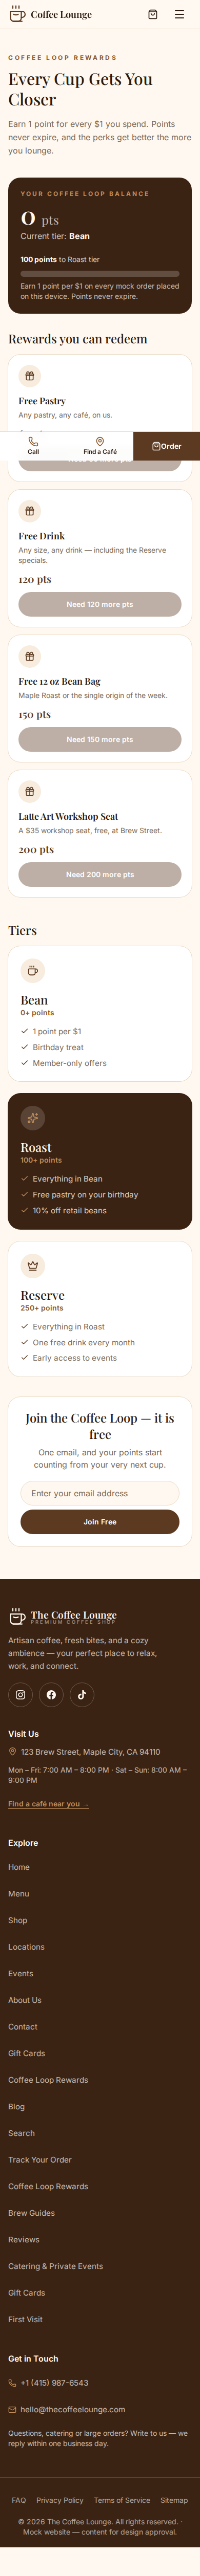 Coffee Lounge
COFFEE LOOP REWARDS
Every Cup Gets You
Closer
Earn 1 point for every $1 you spend. Points
never expire, and the perks get better the more
you lounge.
YOUR COFFEE LOOP BALANCE
0 pts
Current tier: Bean
100 points to Roast tier
Earn 1 point per $1 on every mock order placed
on this device. Points never expire.
Rewards you can redeem
Free Pastry
Any pastry, any café, on us.
Call
Find a Café
Order
Free Drink
Any size, any drink — including the Reserve
specials.
120 pts
Need 120 more pts
Free 12 oz Bean Bag
Maple Roast or the single origin of the week.
150 pts
Need 150 more pts
Latte Art Workshop Seat
A $35 workshop seat, free, at Brew Street.
200 pts
Need 200 more pts
Tiers
Bean
0+ points
1 point per $1
Birthday treat
Member-only offers
Roast
100+ points
Everything in Bean
Free pastry on your birthday
10% off retail beans
Reserve
250+ points
Everything in Roast
One free drink every month
Early access to events
Join the Coffee Loop — it is
free
One email, and your points start
counting from your very next cup.
Enter your email address
Join Free
The Coffee Lounge
PREMIUM COFFEE SHOP
Artisan coffee, fresh bites, and a cozy
ambience — your perfect place to relax,
work, and connect.
Visit Us
123 Brew Street, Maple City, CA 94110
Mon – Fri: 7:00 AM – 8:00 PM · Sat – Sun: 8:00 AM –
9:00 PM
Find a café near you →
Explore
Home
Menu
Shop
Locations
Events
About Us
Contact
Gift Cards
Coffee Loop Rewards
Blog
Search
Track Your Order
Coffee Loop Rewards
Brew Guides
Reviews
Catering & Private Events
Gift Cards
First Visit
Get in Touch
+1 (415) 987-6543
hello@thecoffeelounge.com
Questions, catering or large orders? Write to us — we
reply within one business day.
FAQ Privacy Policy Terms of Service Sitemap
© 2026 The Coffee Lounge. All rights reserved. ·
Mock website — content for design approval.